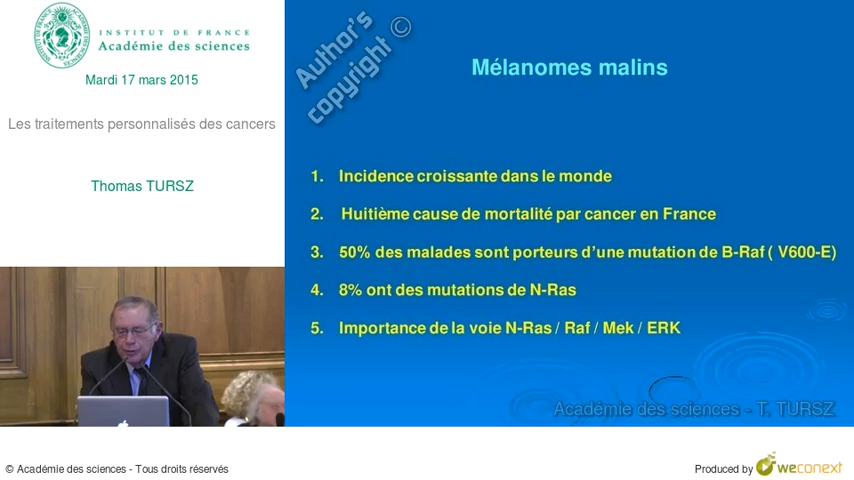 INSTITUT DE FRANCE
Académie des sciences
Mardi 17 mars 2015
Les traitements personnalisés des cancers
Thomas TURSZ
Author's
copyright ©
Mélanomes malins
1. Incidence croissante dans le monde
2. Huitième cause de mortalité par cancer en France
3. 50% des malades sont porteurs d'une mutation de B-Raf ( V600-E)
4. 8% ont des mutations de N-Ras
5. Importance de la voie N-Ras / Raf / Mek / ERK
Académie des sciences - T. TURSZ
© Académie des sciences - Tous droits réservés
Produced by weconext